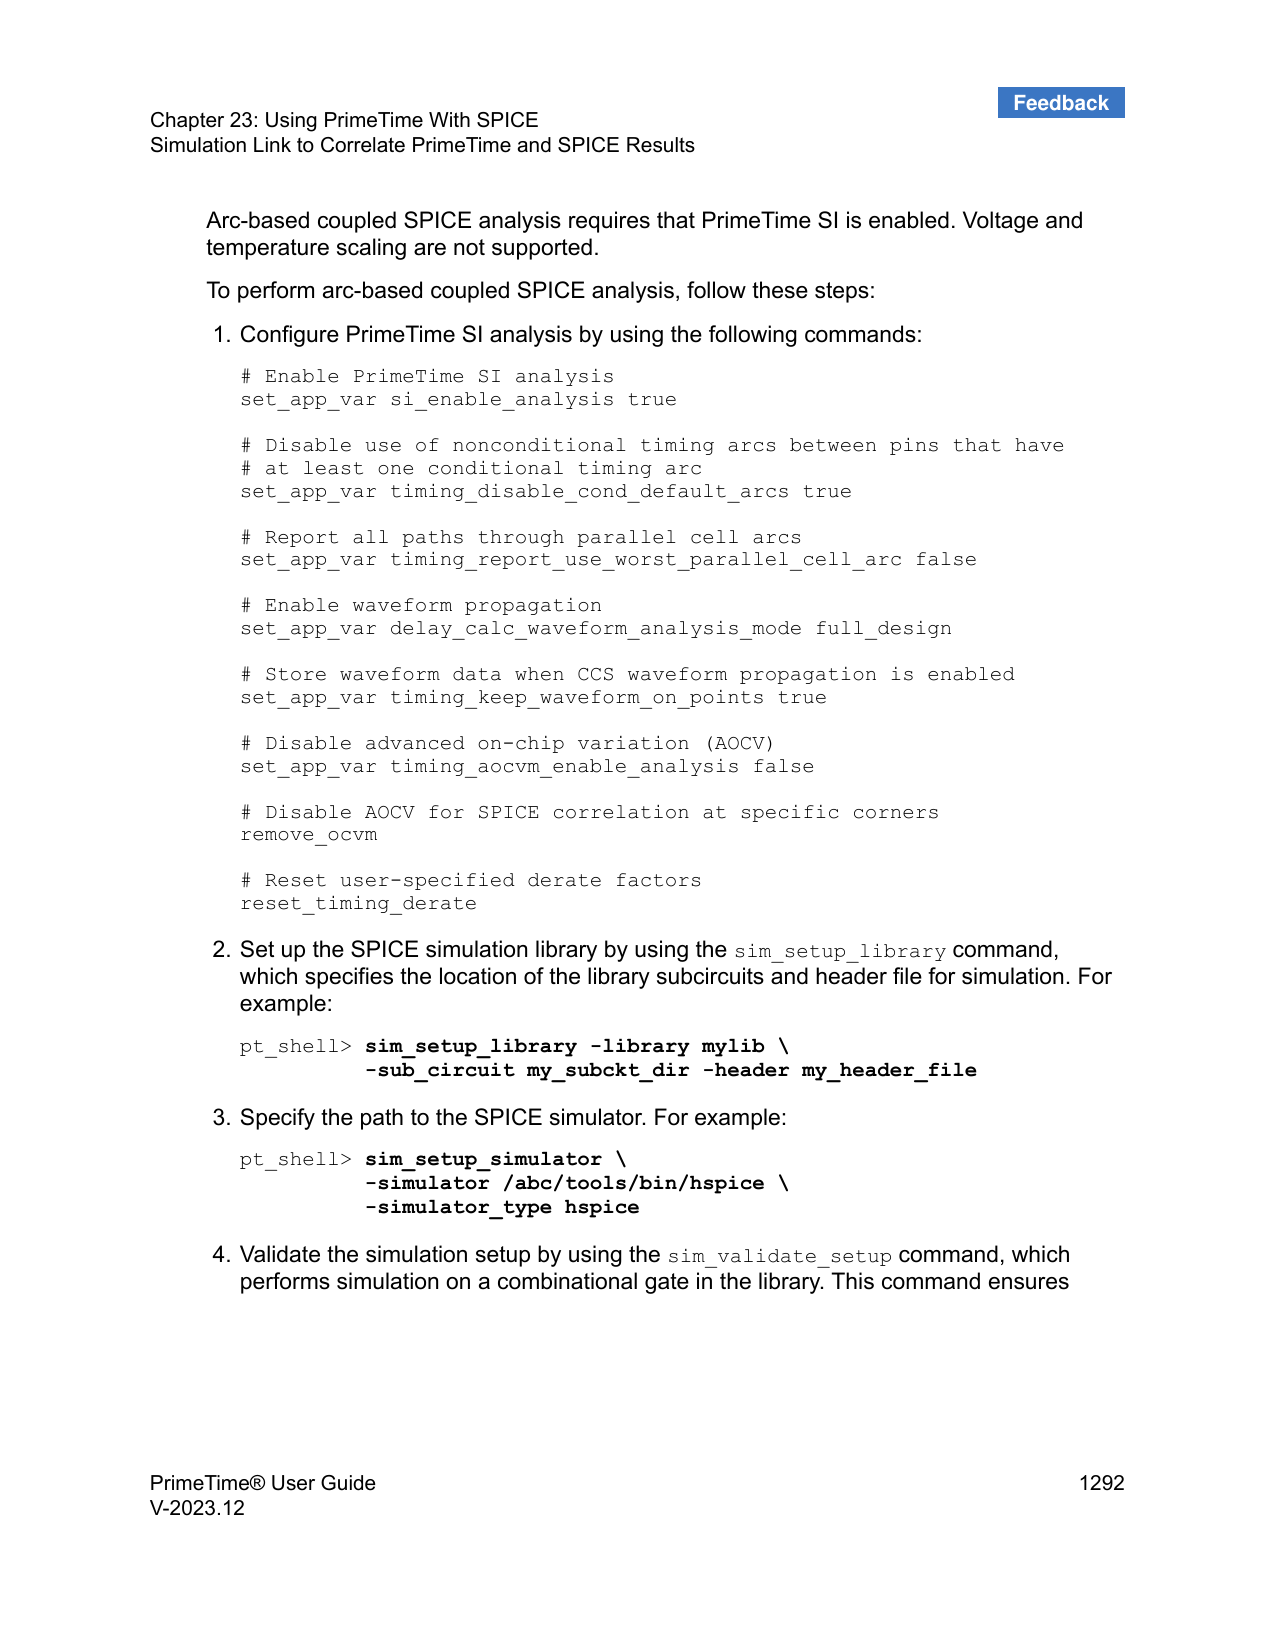 Feedback
Chapter 23: Using PrimeTime With SPICE
Simulation Link to Correlate PrimeTime and SPICE Results
Arc-based coupled SPICE analysis requires that PrimeTime SI is enabled. Voltage and
temperature scaling are not supported.
To perform arc-based coupled SPICE analysis, follow these steps:
1. Configure PrimeTime SI analysis by using the following commands:
# Enable PrimeTime SI analysis
set_app_var si_enable_analysis true
# Disable use of nonconditional timing arcs between pins that have
# at least one conditional timing arc
set_app_var timing_disable_cond_default_arcs true
# Report all paths through parallel cell arcs
set_app_var timing_report_use_worst_parallel_cell_arc false
# Enable waveform propagation
set_app_var delay_calc_waveform_analysis_mode full_design
# Store waveform data when CCS waveform propagation is enabled
set_app_var timing_keep_waveform_on_points true
# Disable advanced on-chip variation (AOCV)
set_app_var timing_aocvm_enable_analysis false
# Disable AOCV for SPICE correlation at specific corners
remove_ocvm
# Reset user-specified derate factors
reset_timing_derate
2. Set up the SPICE simulation library by using the sim_setup_library command,
which specifies the location of the library subcircuits and header file for simulation. For
example:
pt_shell> sim_setup_library -library mylib \
-sub_circuit my_subckt_dir -header my_header_file
3. Specify the path to the SPICE simulator. For example:
pt_shell> sim_setup_simulator \
-simulator /abc/tools/bin/hspice \
-simulator_type hspice
4. Validate the simulation setup by using the sim_validate_setup command, which
performs simulation on a combinational gate in the library. This command ensures
PrimeTime® User Guide 1292
V-2023.12